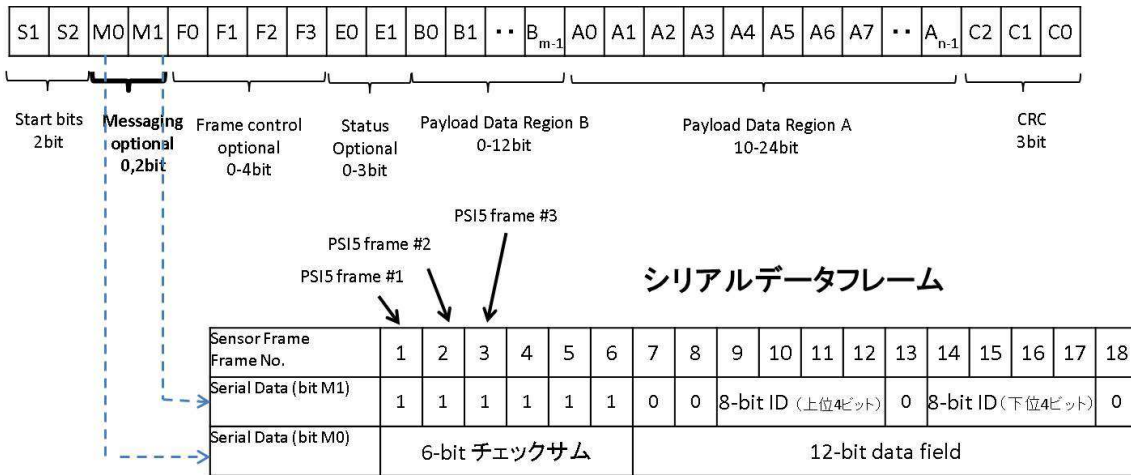 S1 S2 M0 M1 F0 F1 F2 F3 E0 E1 B0 B1 ·· Bm-1 A0 A1 A2 A3 A4 A5 A6 A7 ·· An-1 C2 C1 C0
Start bits
2bit
Messaging
optional
0,2bit
Frame control
optional
0-4bit
Status
Optional
0-3bit
Payload Data Region B
0-12bit
Payload Data Region A
10-24bit
CRC
3bit
PSI5 frame #3
PSI5 frame #2
PSI5 frame #1
シリアルデータフレーム
Sensor Frame
Frame No.
1 2 3 4 5 6 7 8 9 10 11 12 13 14 15 16 17 18
Serial Data (bit M1)
1 1 1 1 1 1 0 0 8-bit ID (上位4ビット) 0 8-bit ID (下位4ビット) 0
Serial Data (bit M0)
6-bit チェックサム 12-bit data field